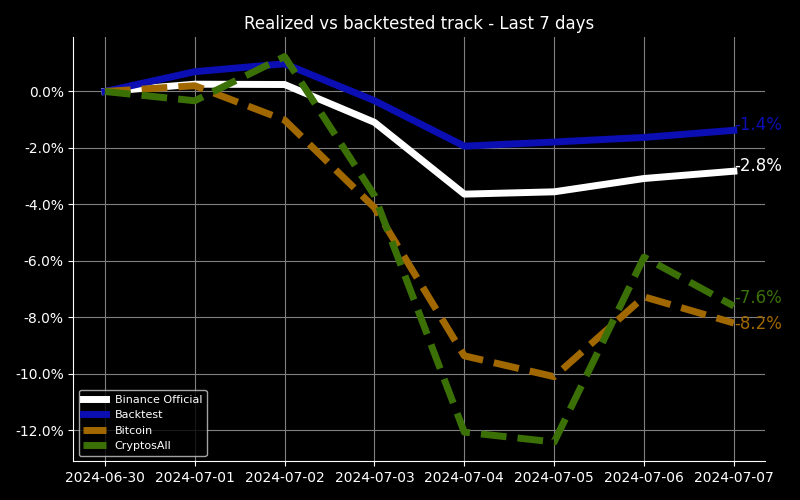 Realized vs backtested track - Last 7 days
0.0%
-2.0%
-4.0%
-6.0%
-8.0%
-10.0%
-12.0%
-1.4%
-2.8%
-7.6%
-8.2%
Binance Official
Backtest
Bitcoin
CryptosAll
2024-06-30 2024-07-01 2024-07-02 2024-07-03 2024-07-04 2024-07-05 2024-07-06 2024-07-07